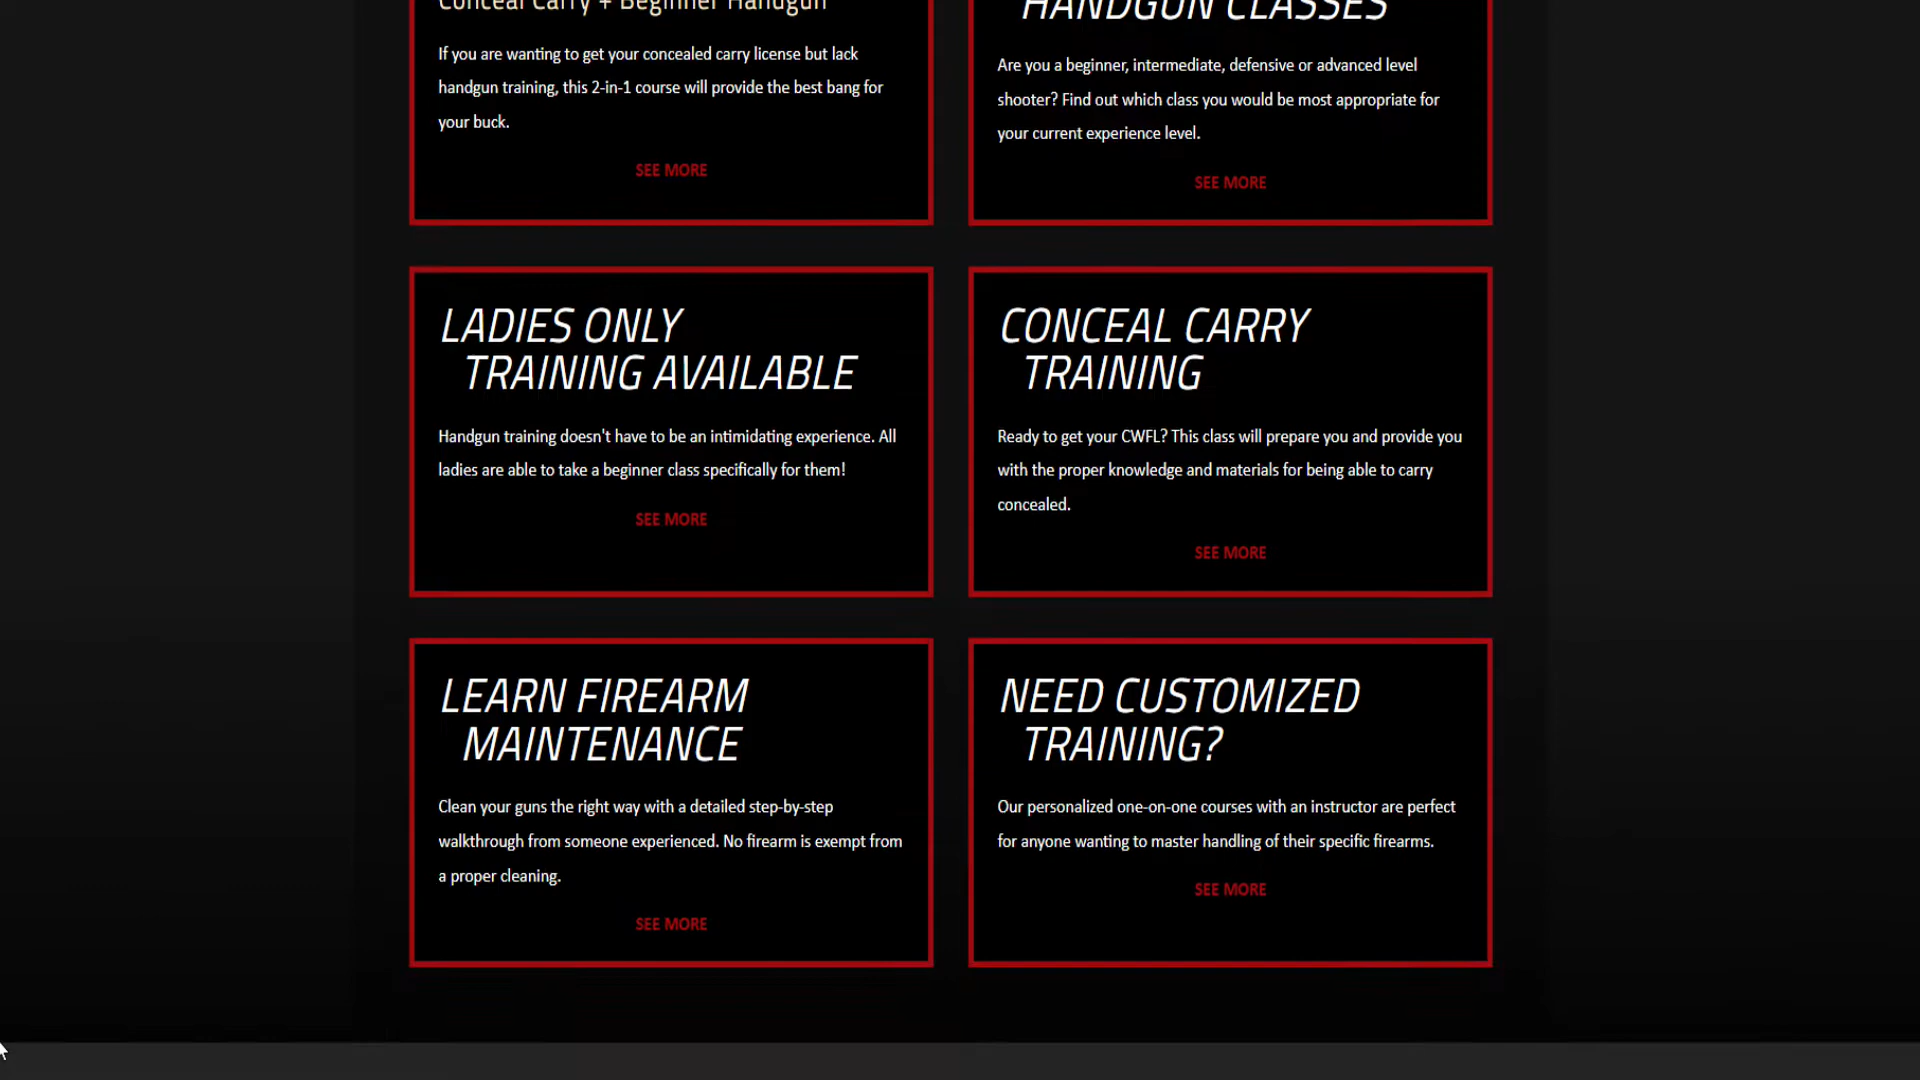 Conceal Carry + Beginner Handgun
If you are wanting to get your concealed carry license but lack
handgun training, this 2-in-1 course will provide the best bang for
your buck.
SEE MORE
HANDGUN CLASSES
Are you a beginner, intermediate, defensive or advanced level
shooter? Find out which class you would be most appropriate for
your current experience level.
SEE MORE
LADIES ONLY
TRAINING AVAILABLE
Handgun training doesn't have to be an intimidating experience. All
ladies are able to take a beginner class specifically for them!
SEE MORE
CONCEAL CARRY
TRAINING
Ready to get your CWFL? This class will prepare you and provide you
with the proper knowledge and materials for being able to carry
concealed.
SEE MORE
LEARN FIREARM
MAINTENANCE
Clean your guns the right way with a detailed step-by-step
walkthrough from someone experienced. No firearm is exempt from
a proper cleaning.
SEE MORE
NEED CUSTOMIZED
TRAINING?
Our personalized one-on-one courses with an instructor are perfect
for anyone wanting to master handling of their specific firearms.
SEE MORE